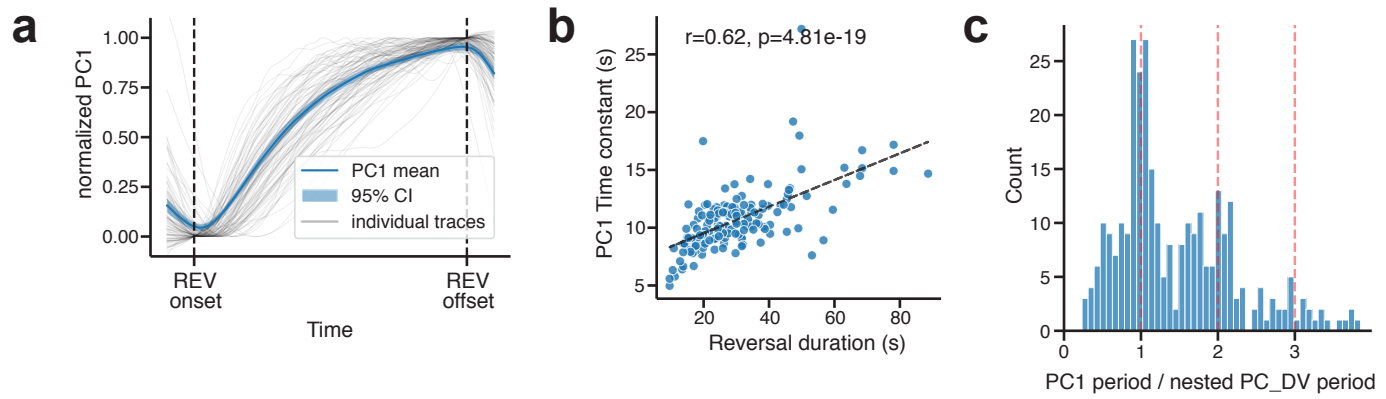 a
normalized PC1
1.00
0.75
0.50
0.25
0.00
PC1 mean
95% CI
individual traces
REV
onset
REV
offset
Time
b
r=0.62, p=4.81e-19
PC1 Time constant (s)
25
20
15
10
5
20
40
60
80
Reversal duration (s)
c
Count
25
20
15
10
5
0
0
1
2
3
PC1 period / nested PC_DV period